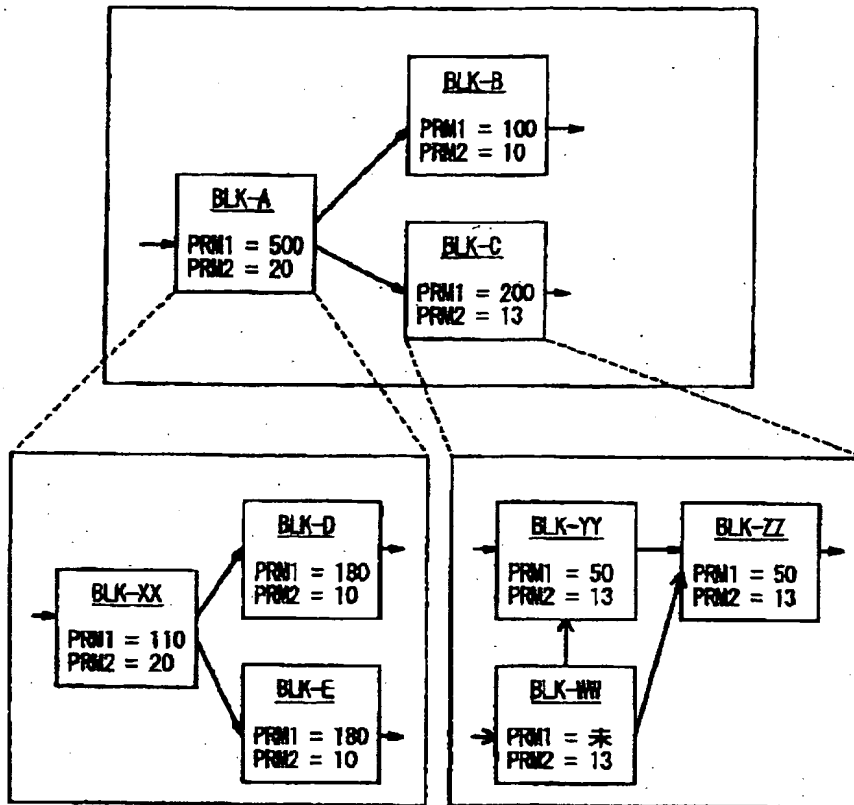 BLK-B
PRM1 = 100
PRM2 = 10
BLK-A
PRM1 = 500
PRM2 = 20
BLK-C
PRM1 = 200
PRM2 = 13
BLK-D
PRM1 = 180
PRM2 = 10
BLK-XX
PRM1 = 110
PRM2 = 20
BLK-E
PRM1 = 180
PRM2 = 10
BLK-YY
PRM1 = 50
PRM2 = 13
BLK-ZZ
PRM1 = 50
PRM2 = 13
BLK-WW
PRM1 = 未
PRM2 = 13